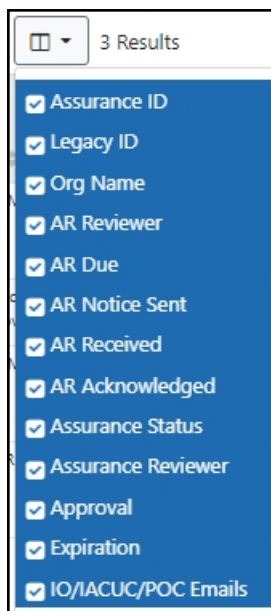 3 Results
Assurance ID
Legacy ID
Org Name
AR Reviewer
AR Due
AR Notice Sent
AR Received
AR Acknowledged
Assurance Status
Assurance Reviewer
Approval
Expiration
IO/IACUC/POC Emails